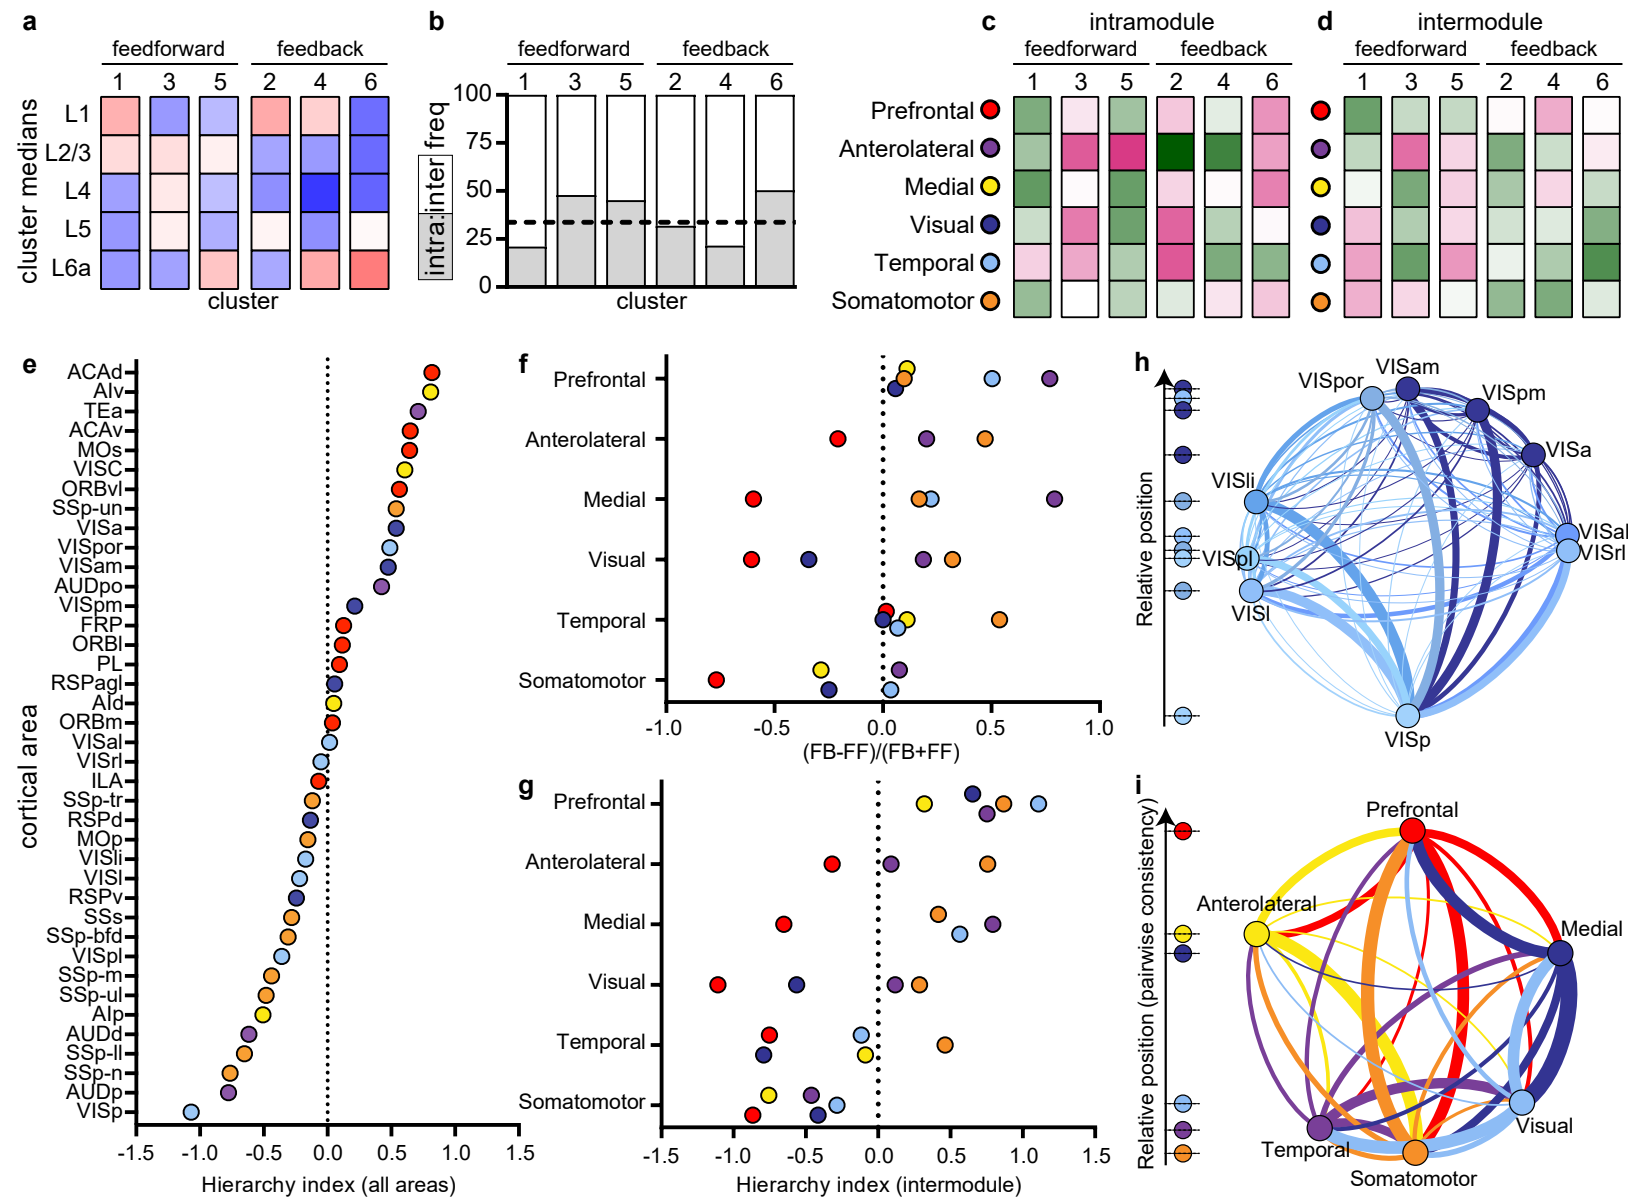 a
feedforward
feedback
1 3 5 2 4 6
cluster medians
L1
L2/3
L4
L5
L6a
cluster
b
feedforward
feedback
1 3 5 2 4 6
intra:inter freq
100
75
50
25
0
cluster
c
intramodule
feedforward
feedback
1 3 5 2 4 6
Prefrontal
Anterolateral
Medial
Visual
Temporal
Somatomotor
d
intermodule
feedforward
feedback
1 3 5 2 4 6
e
cortical area
ACAd
AIv
TEa
ACAv
MOs
VISC
ORBvl
SSp-un
VISa
VISpor
VISam
AUDpo
VISpm
FRP
ORBl
PL
RSPagl
AId
ORBm
VISal
VISrl
ILA
SSp-tr
RSPd
MOp
VISli
VISl
RSPv
SSs
SSp-bfd
VISpl
SSp-m
SSp-ul
AIp
AUDd
SSp-ll
SSp-n
AUDp
VISp
-1.5 -1.0 -0.5 0.0 0.5 1.0 1.5
Hierarchy index (all areas)
f
Prefrontal
Anterolateral
Medial
Visual
Temporal
Somatomotor
-1.0 -0.5 0.0 0.5 1.0
(FB-FF)/(FB+FF)
g
Prefrontal
Anterolateral
Medial
Visual
Temporal
Somatomotor
-1.5 -1.0 -0.5 0.0 0.5 1.0 1.5
Hierarchy index (intermodule)
h
Relative position
VISam
VISpor
VISpm
VISa
VISli
VISal
VISrl
VISpl
VISl
VISp
i
Relative position (pairwise consistency)
Prefrontal
Anterolateral
Medial
Visual
Temporal
Somatomotor